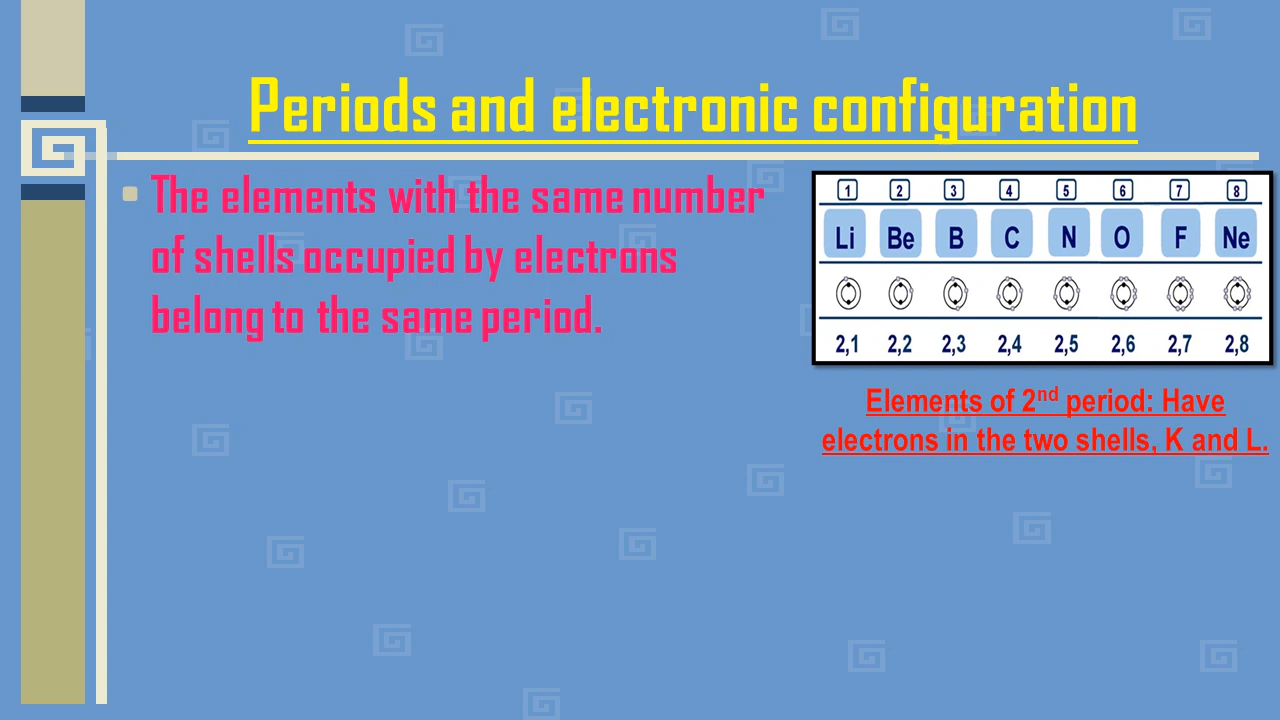 Periods and electronic configuration
The elements with the same number
of shells occupied by electrons
belong to the same period.
1 2 3 4 5 6 7 8
Li Be B C N O F Ne
2,1 2,2 2,3 2,4 2,5 2,6 2,7 2,8
Elements of 2nd period: Have
electrons in the two shells, K and L.